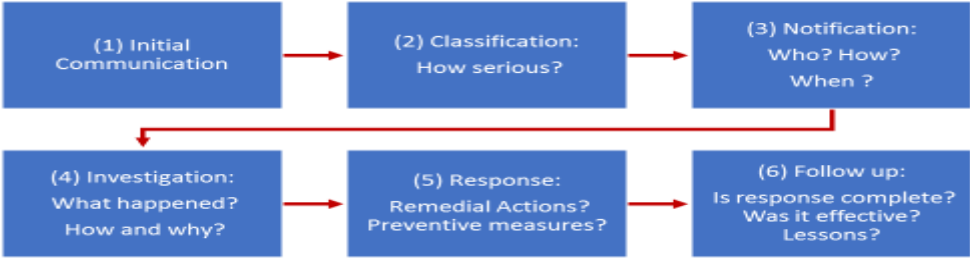 (1) Initial
Communication
(2) Classification:
How serious?
(3) Notification:
Who? How?
When ?
(4) Investigation:
What happened?
How and why?
(5) Response:
Remedial Actions?
Preventive measures?
(6) Follow up:
Is response complete?
Was it effective?
Lessons?